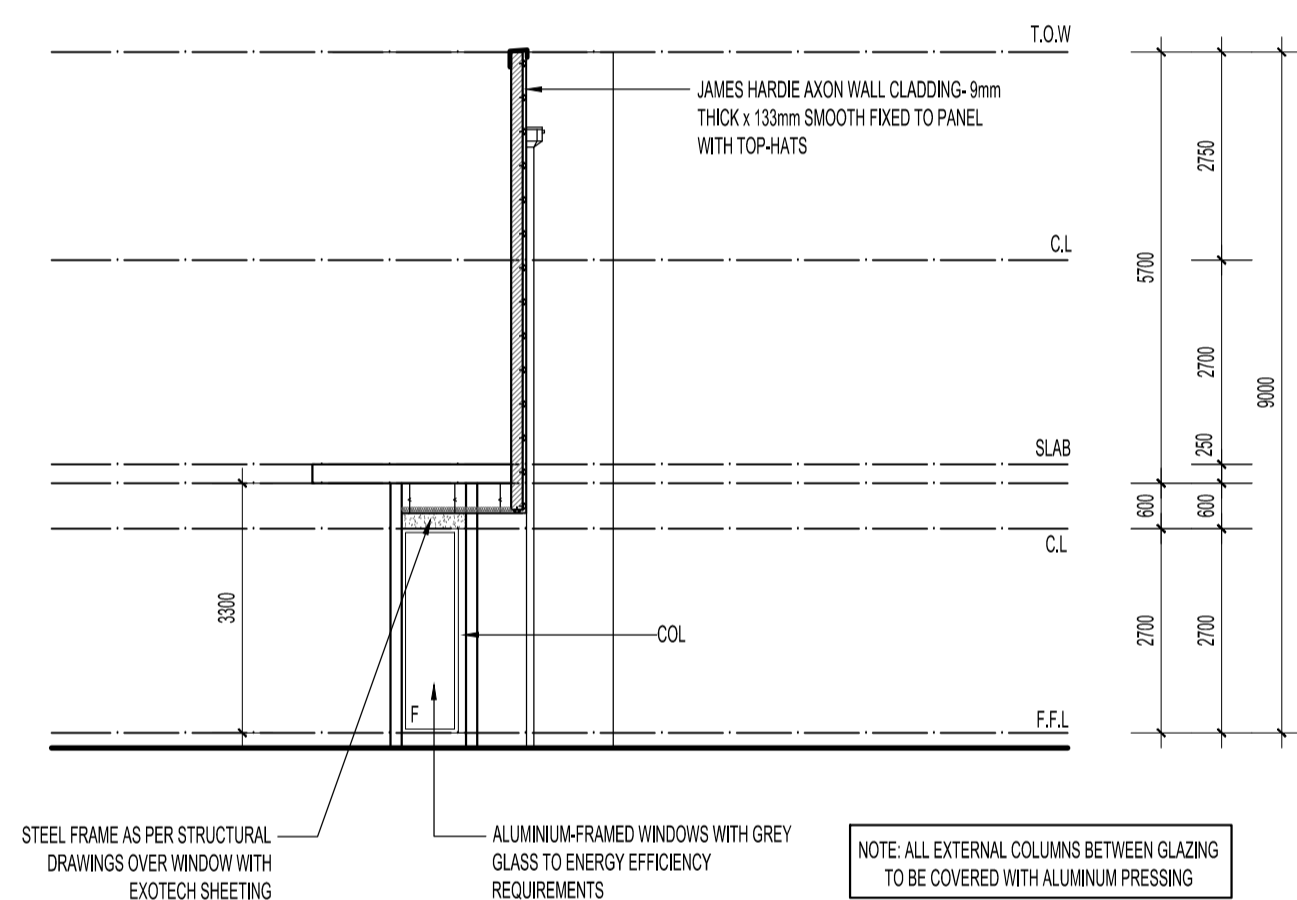 T.O.W
JAMES HARDIE AXON WALL CLADDING- 9mm
THICK x 133mm SMOOTH FIXED TO PANEL
WITH TOP-HATS
2750
C.L
5700
2700
9000
SLAB
250
600
600
C.L
3300
COL
2700
2700
F
F.F.L
STEEL FRAME AS PER STRUCTURAL
DRAWINGS OVER WINDOW WITH
EXOTECH SHEETING
ALUMINIUM-FRAMED WINDOWS WITH GREY
GLASS TO ENERGY EFFICIENCY
REQUIREMENTS
NOTE: ALL EXTERNAL COLUMNS BETWEEN GLAZING
TO BE COVERED WITH ALUMINUM PRESSING